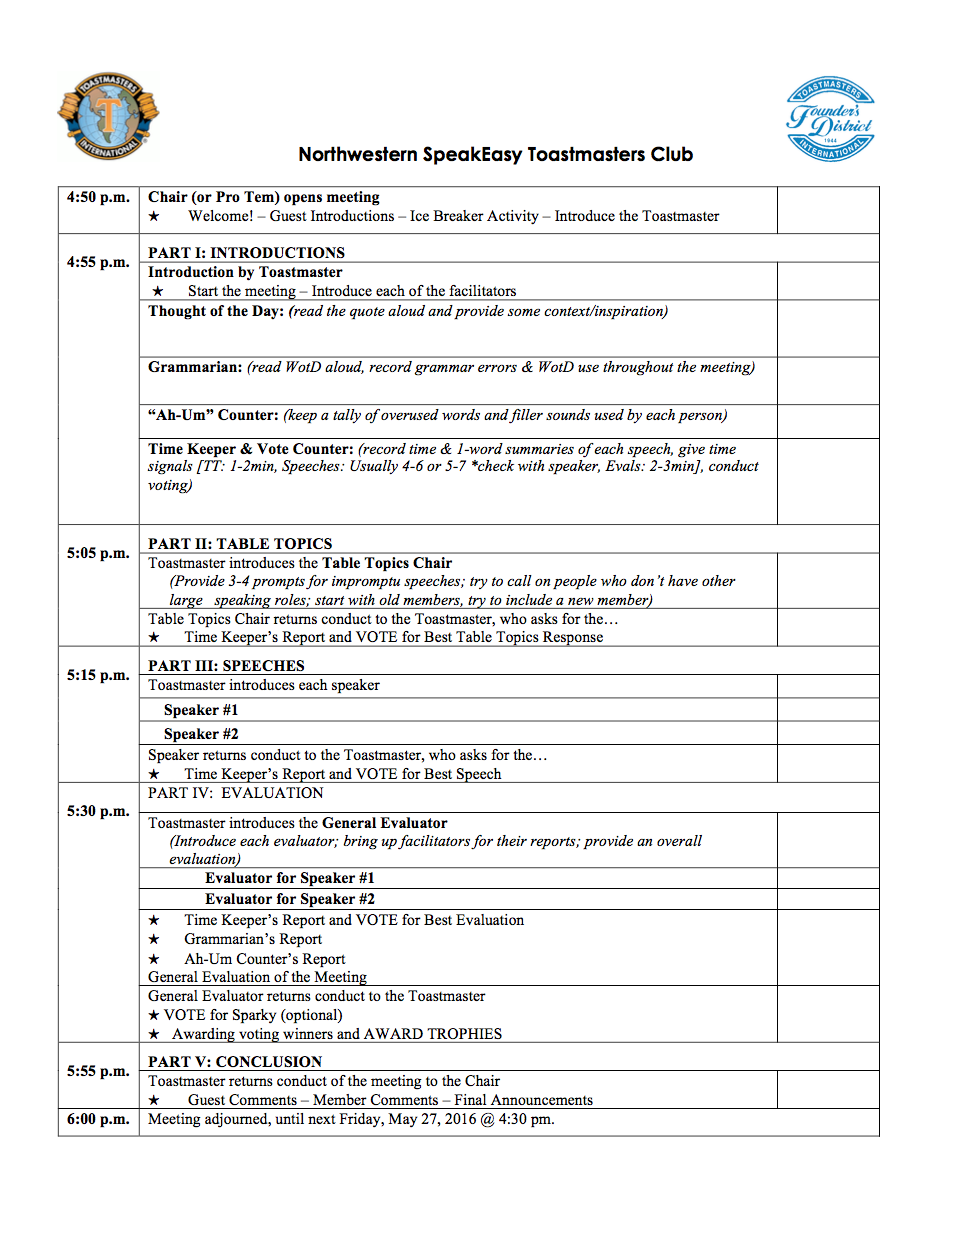 TOASTMASTERS
T
INTERNATIONAL
TOASTMASTERS
Founder's
District
1944
INTERNATIONAL
Northwestern SpeakEasy Toastmasters Club
4:50 p.m. Chair (or Pro Tem) opens meeting
★ Welcome! – Guest Introductions – Ice Breaker Activity – Introduce the Toastmaster
4:55 p.m. PART I: INTRODUCTIONS
Introduction by Toastmaster
★ Start the meeting – Introduce each of the facilitators
Thought of the Day: (read the quote aloud and provide some context/inspiration)
Grammarian: (read WotD aloud, record grammar errors & WotD use throughout the meeting)
“Ah-Um” Counter: (keep a tally of overused words and filler sounds used by each person)
Time Keeper & Vote Counter: (record time & 1-word summaries of each speech, give time
signals [TT: 1-2min, Speeches: Usually 4-6 or 5-7 *check with speaker, Evals: 2-3min], conduct
voting)
5:05 p.m. PART II: TABLE TOPICS
Toastmaster introduces the Table Topics Chair
(Provide 3-4 prompts for impromptu speeches; try to call on people who don’t have other
large speaking roles; start with old members, try to include a new member)
Table Topics Chair returns conduct to the Toastmaster, who asks for the…
★ Time Keeper’s Report and VOTE for Best Table Topics Response
5:15 p.m. PART III: SPEECHES
Toastmaster introduces each speaker
Speaker #1
Speaker #2
Speaker returns conduct to the Toastmaster, who asks for the…
★ Time Keeper’s Report and VOTE for Best Speech
5:30 p.m. PART IV: EVALUATION
Toastmaster introduces the General Evaluator
(Introduce each evaluator; bring up facilitators for their reports; provide an overall
evaluation)
Evaluator for Speaker #1
Evaluator for Speaker #2
★ Time Keeper’s Report and VOTE for Best Evaluation
★ Grammarian’s Report
★ Ah-Um Counter’s Report
General Evaluation of the Meeting
General Evaluator returns conduct to the Toastmaster
★ VOTE for Sparky (optional)
★ Awarding voting winners and AWARD TROPHIES
5:55 p.m. PART V: CONCLUSION
Toastmaster returns conduct of the meeting to the Chair
★ Guest Comments – Member Comments – Final Announcements
6:00 p.m. Meeting adjourned, until next Friday, May 27, 2016 @ 4:30 pm.